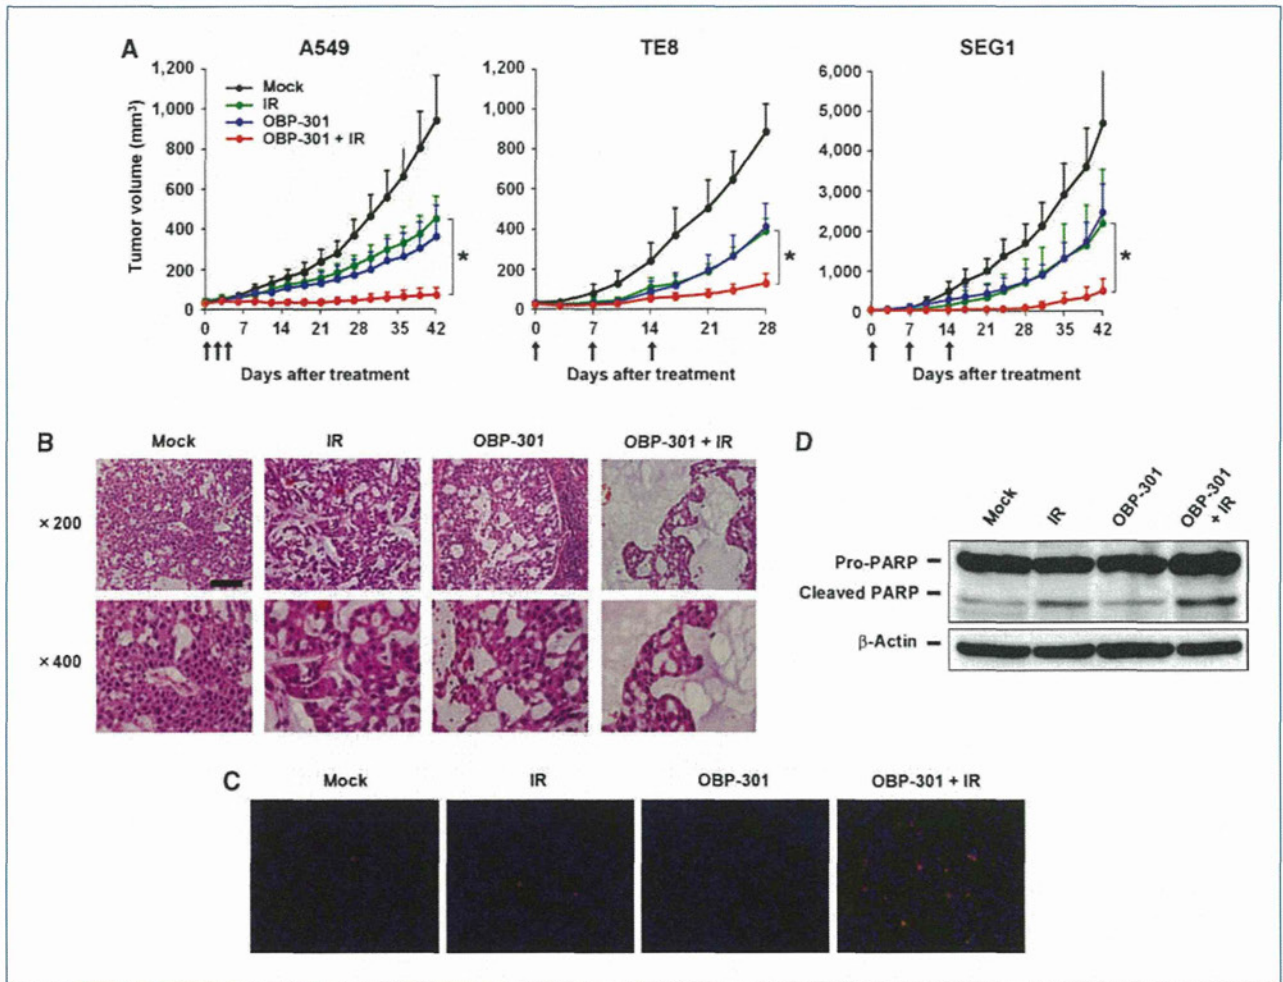 A
A549
TE8
SEG1
Tumor volume (mm³)
1,200
1,000
800
600
400
200
0
Mock
IR
OBP-301
OBP-301 + IR
*
0 7 14 21 28 35 42
Days after treatment
1,200
1,000
800
600
400
200
0
*
0 7 14 21 28
Days after treatment
6,000
5,000
4,000
3,000
2,000
1,000
0
*
0 7 14 21 28 35 42
Days after treatment
B
Mock IR OBP-301 OBP-301 + IR
× 200
× 400
D
Mock
IR
OBP-301
OBP-301
+ IR
Pro-PARP
Cleaved PARP
β-Actin
C
Mock IR OBP-301 OBP-301 + IR